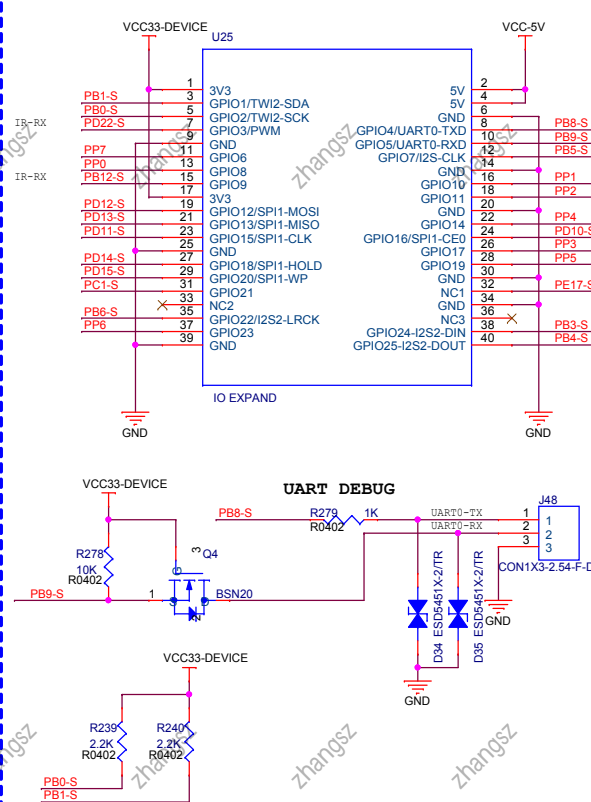 VCC33-DEVICE
U25
VCC-5V
1 3V3 5V 2
PB1-S 3 GPIO1/TWI2-SDA 5V 4
PB0-S 5 GPIO2/TWI2-SCK GND 6
IR-RX PD22-S 7 GPIO3/PWM GPIO4/UART0-TXD 8 PB8-S
9 GND GPIO5/UART0-RXD 10 PB9-S
PP7 11 GPIO6 GPIO7/I2S-CLK 12 PB5-S
PP0 13 GPIO8 GND 14
IR-RX PB12-S 15 GPIO9 GPIO10 16 PP1
17 3V3 GPIO11 18 PP2
PD12-S 19 GPIO12/SPI1-MOSI GND 20
PD13-S 21 GPIO13/SPI1-MISO GPIO14 22 PP4
PD11-S 23 GPIO15/SPI1-CLK GPIO16/SPI1-CE0 24 PD10-S
25 GND GPIO17 26 PP3
PD14-S 27 GPIO18/SPI1-HOLD GPIO19 28 PP5
PD15-S 29 GPIO20/SPI1-WP GND 30
PC1-S 31 GPIO21 NC1 32 PE17-S
33 NC2 GND 34
PB6-S 35 GPIO22/I2S2-LRCK NC3 36
PP6 37 GPIO23 GPIO24-I2S2-DIN 38 PB3-S
39 GND GPIO25-I2S2-DOUT 40 PB4-S
IO EXPAND
GND
GND
zhangsz
zhangsz
zhangsz
VCC33-DEVICE
UART DEBUG
PB8-S R279 1K
R0402
UART0-TX
UART0-RX
J48
1 1
2 2
3 3
CON1X3-2.54-F-D
R278
10K
R0402
PB9-S
1
3
Q4
G
S
D
2
BSN20
D34 ESD5451X-2/TR
D35 ESD5451X-2/TR
GND
GND
VCC33-DEVICE
R239
2.2K
R0402
R240
2.2K
R0402
PB0-S
PB1-S
zhangsz
zhangsz
zhangsz